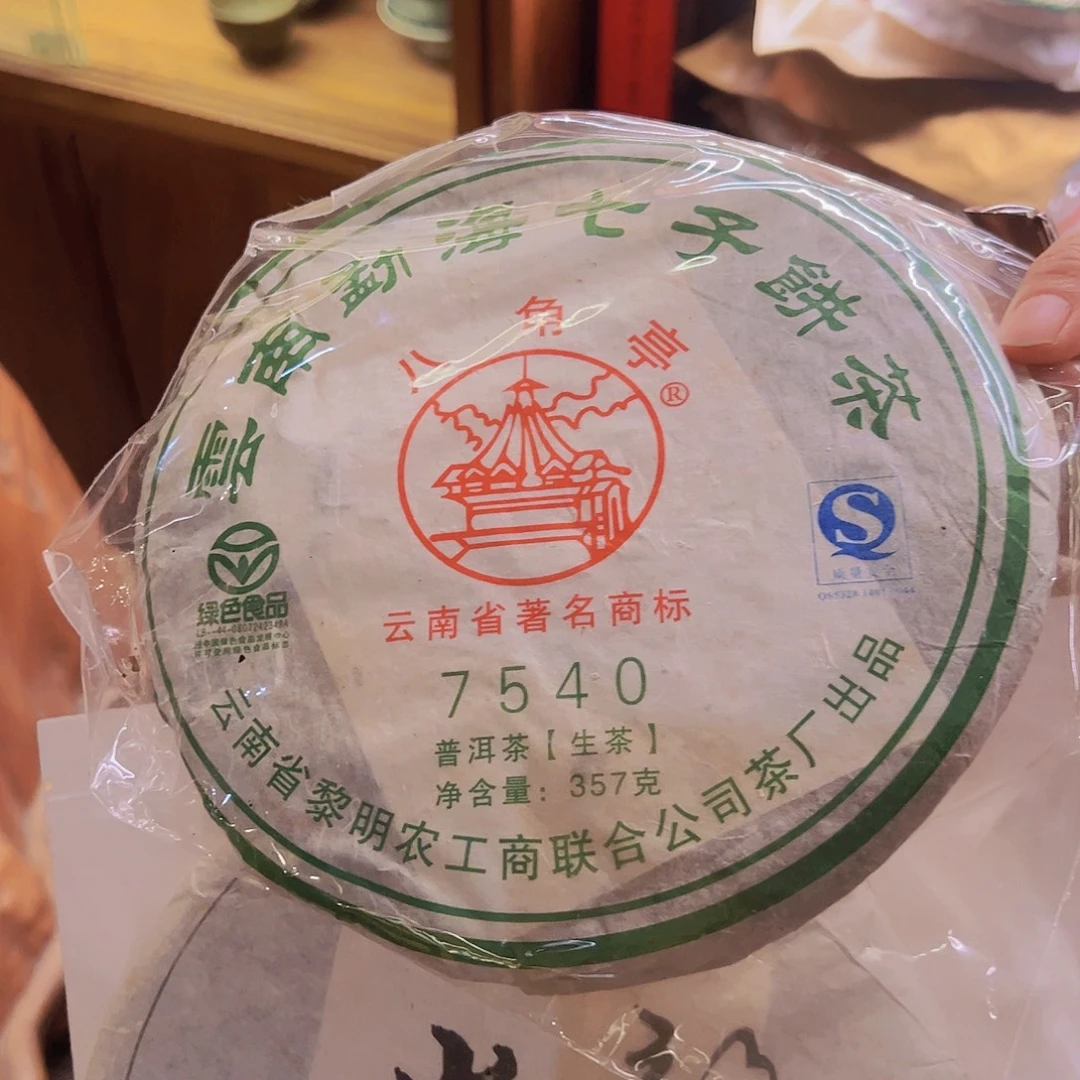 雲南勐海七子餅茶
八角亭®
云南省著名商标
绿色食品
7540
普洱茶【生茶】
净含量：357克
云南省黎明农工商联合公司茶厂出品